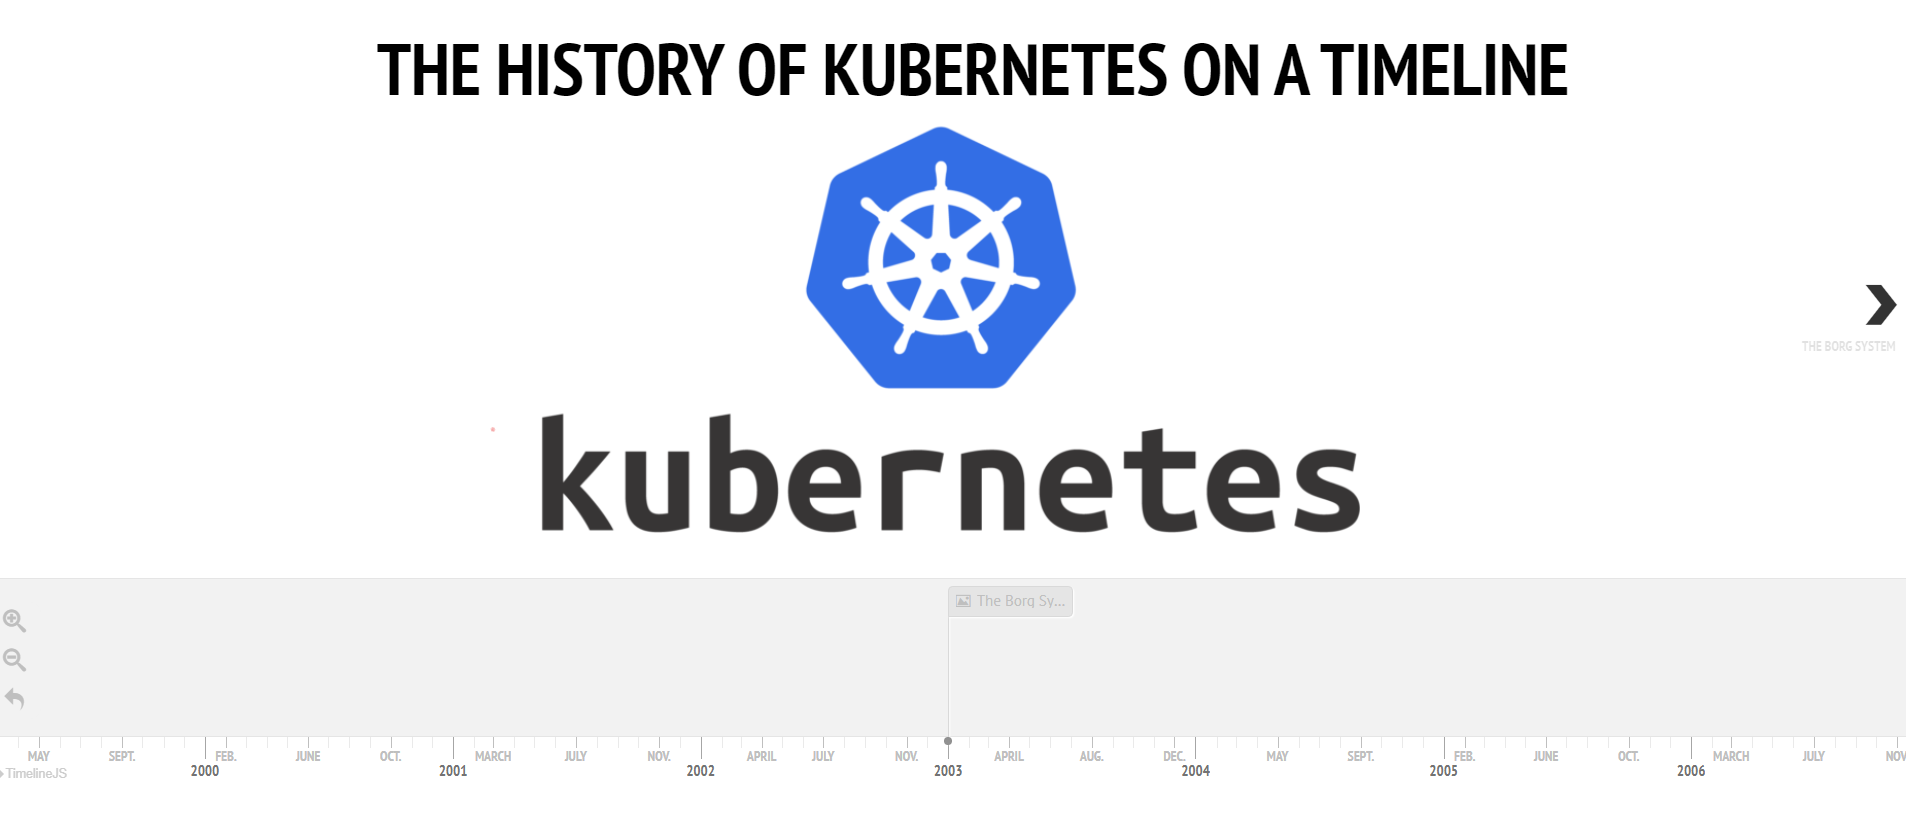 THE HISTORY OF KUBERNETES ON A TIMELINE
THE BORG SYSTEM
kubernetes
The Borg Sy...
MAY SEPT. FEB. JUNE OCT. MARCH JULY NOV. APRIL JULY NOV. APRIL AUG. DEC. MAY SEPT. FEB. JUNE OCT. MARCH JULY NOV
TimelineJS 2000 2001 2002 2003 2004 2005 2006